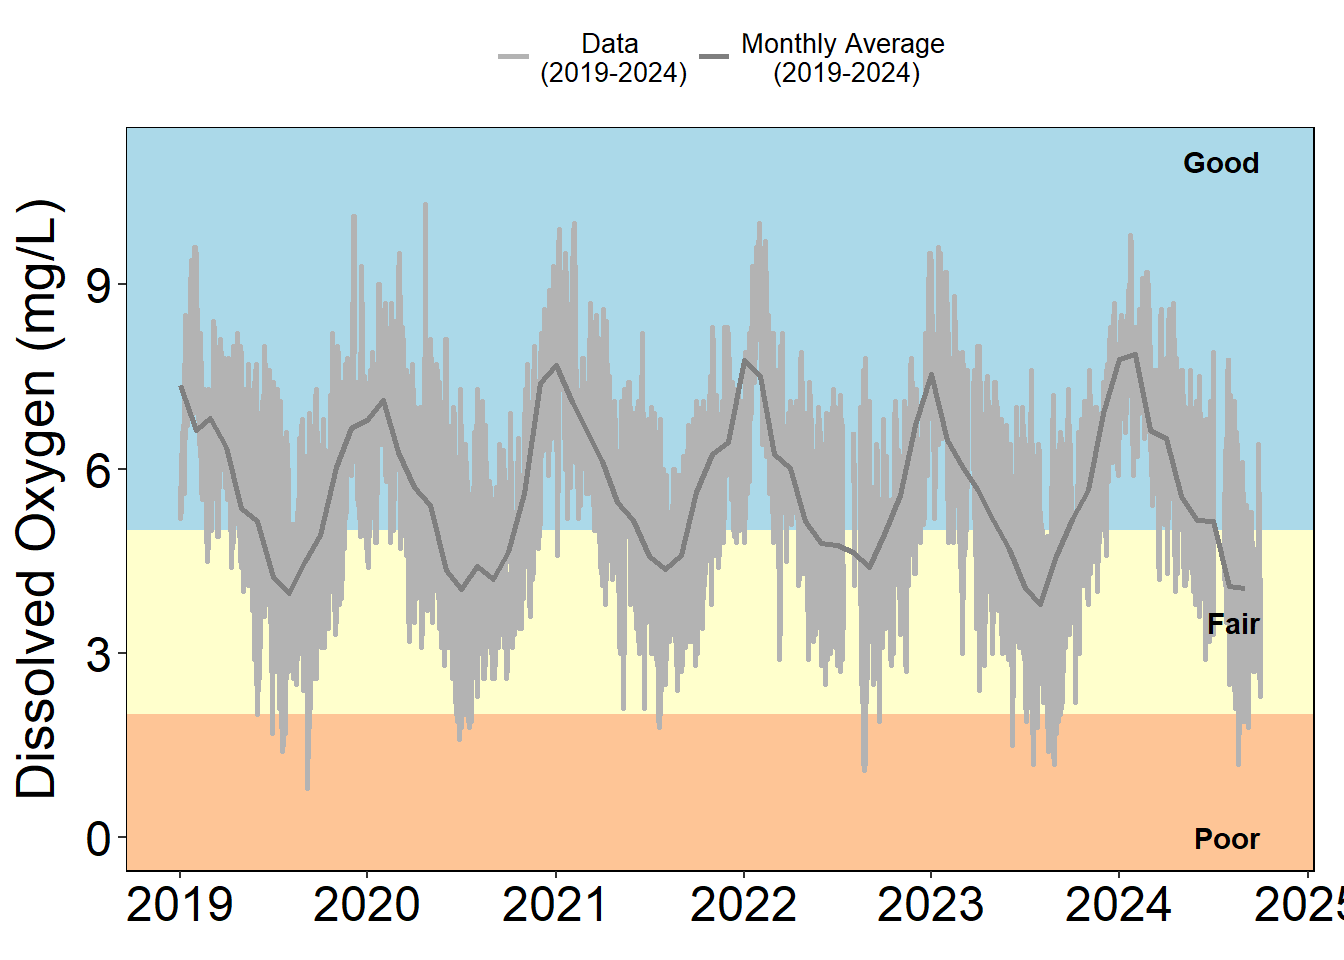 Data
(2019-2024)
Monthly Average
(2019-2024)
Dissolved Oxygen (mg/L)
9
6
3
0
Good
Fair
Poor
2019 2020 2021 2022 2023 2024 2025